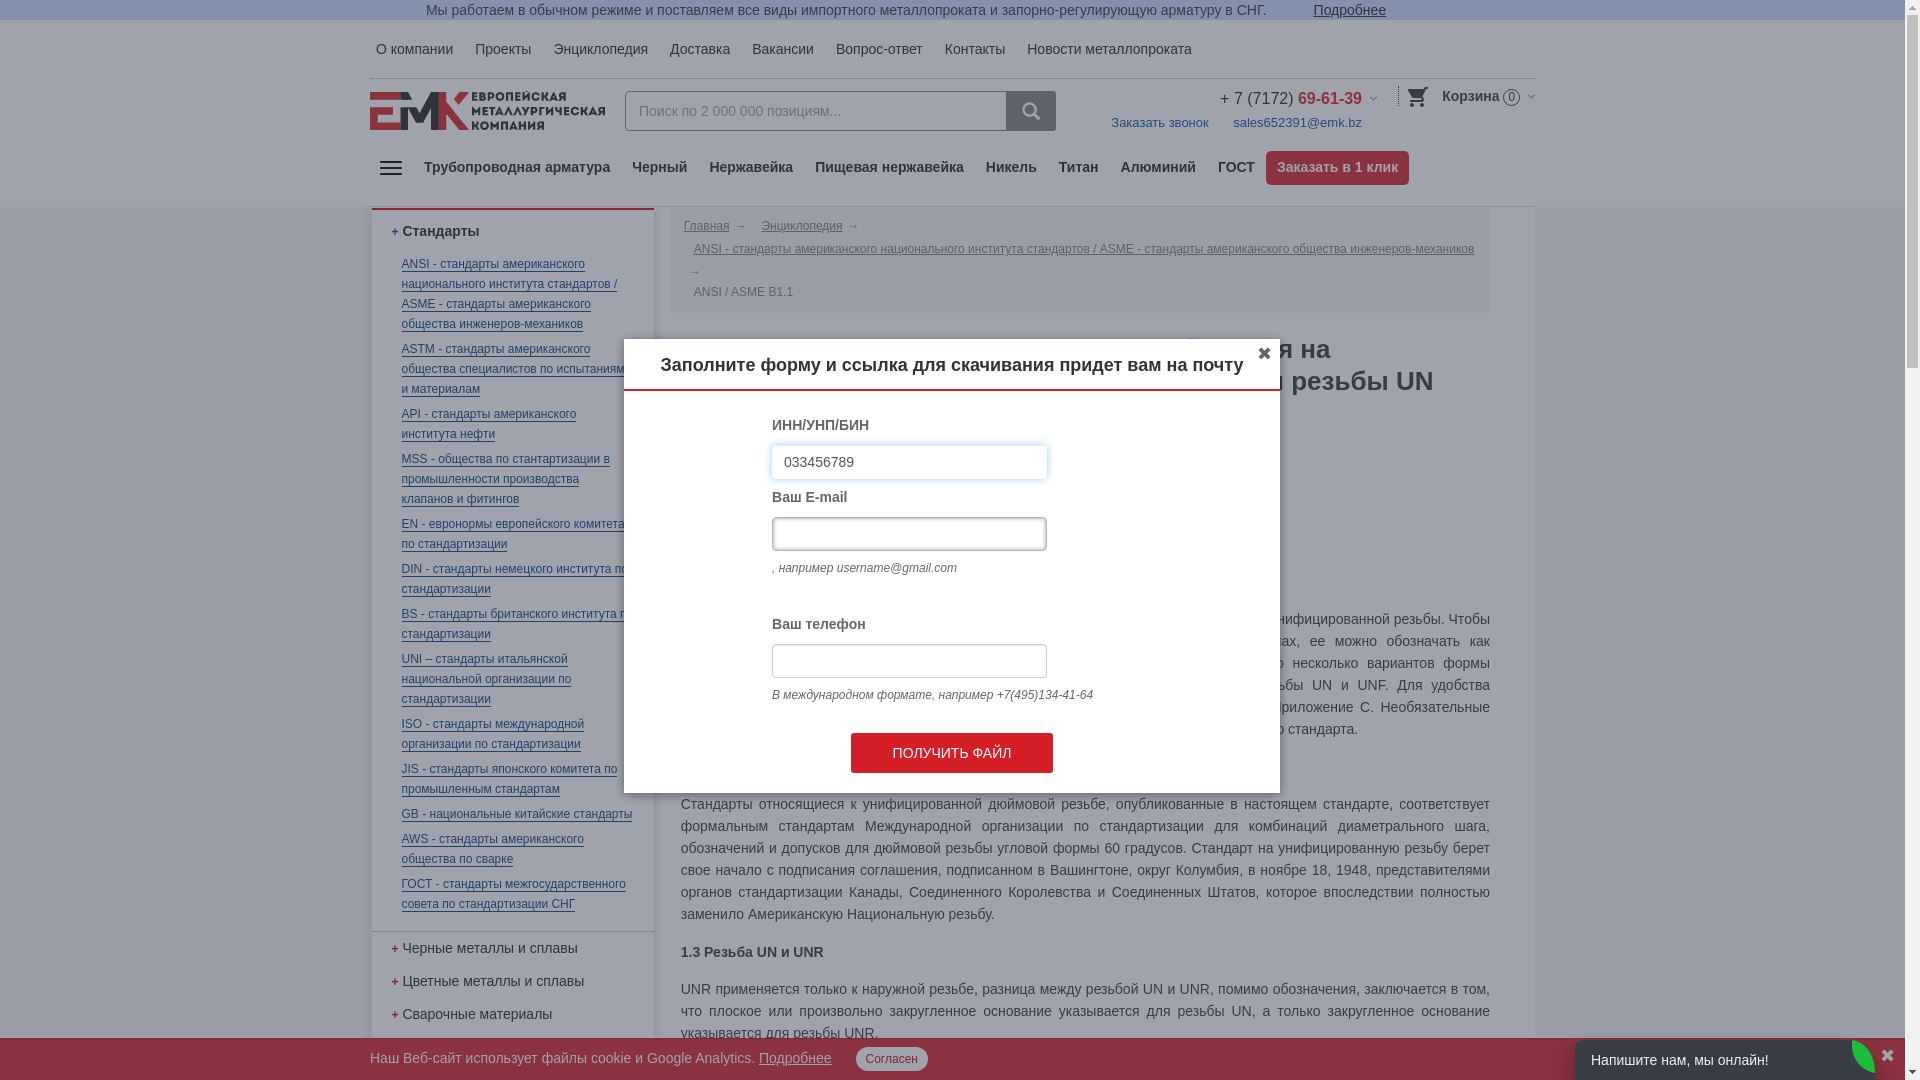 Мы работаем в обычном режиме и поставляем все виды импортного металлопроката и запорно-регулирующую арматуру в СНГ. Подробнее
О компании Проекты Энциклопедия Доставка Вакансии Вопрос-ответ Контакты Новости металлопроката
ЕМК ЕВРОПЕЙСКАЯ
МЕТАЛЛУРГИЧЕСКАЯ
КОМПАНИЯ
Поиск по 2 000 000 позициям...
+ 7 (7172) 69-61-39
Корзина 0
Заказать звонок sales652391@emk.bz
Трубопроводная арматура Черный Нержавейка Пищевая нержавейка Никель Титан Алюминий ГОСТ Заказать в 1 клик
+ Стандарты
ANSI - стандарты американского
национального института стандартов /
ASME - стандарты американского
общества инженеров-механиков
ASTM - стандарты американского
общества специалистов по испытаниям
и материалам
API - стандарты американского
института нефти
MSS - общества по стантартизации в
промышленности производства
клапанов и фитингов
EN - евронормы европейского комитета
по стандартизации
DIN - стандарты немецкого института по
стандартизации
BS - стандарты британского института
стандартизации
UNI – стандарты итальянской
национальной организации по
стандартизации
ISO - стандарты международной
организации по стандартизации
JIS - стандарты японского комитета по
промышленным стандартам
GB - национальные китайские стандарты
AWS - стандарты американского
общества по сварке
ГОСТ - стандарты межгосударственного
совета по стандартизации СНГ
+ Черные металлы и сплавы
+ Цветные металлы и сплавы
+ Сварочные материалы
Главная → Энциклопедия →
ANSI - стандарты американского национального института стандартов / ASME - стандарты американского общества инженеров-механиков
→
ANSI / ASME B1.1
на
резьбы UN
Заполните форму и ссылка для скачивания придет вам на почту
✖
ИНН/УНП/БИН
033456789
Ваш E-mail
, например username@gmail.com
Ваш телефон
В международном формате, например +7(495)134-41-64
ПОЛУЧИТЬ ФАЙЛ
резьбы. Чтобы
ее можно обозначать как
несколько вариантов формы
UN и UNF. Для удобства
C. Необязательные
стандарта.
Стандарты относящиеся к унифицированной дюймовой резьбе, опубликованные в настоящем стандарте, соответствует
формальным стандартам Международной организации по стандартизации для комбинаций диаметрального шага,
обозначений и допусков для дюймовой резьбы угловой формы 60 градусов. Стандарт на унифицированную резьбу берет
свое начало с подписания соглашения, подписанном в Вашингтоне, округ Колумбия, в ноябре 18, 1948, представителями
органов стандартизации Канады, Соединенного Королевства и Соединенных Штатов, которое впоследствии полностью
заменило Американскую Национальную резьбу.
1.3 Резьба UN и UNR
UNR применяется только к наружной резьбе, разница между резьбой UN и UNR, помимо обозначения, заключается в том,
что плоское или произвольно закругленное основание указывается для резьбы UN, а только закругленное основание
указывается для резьбы UNR.
Наш Веб-сайт использует файлы cookie и Google Analytics. Подробнее Согласен
Напишите нам, мы онлайн!
✖